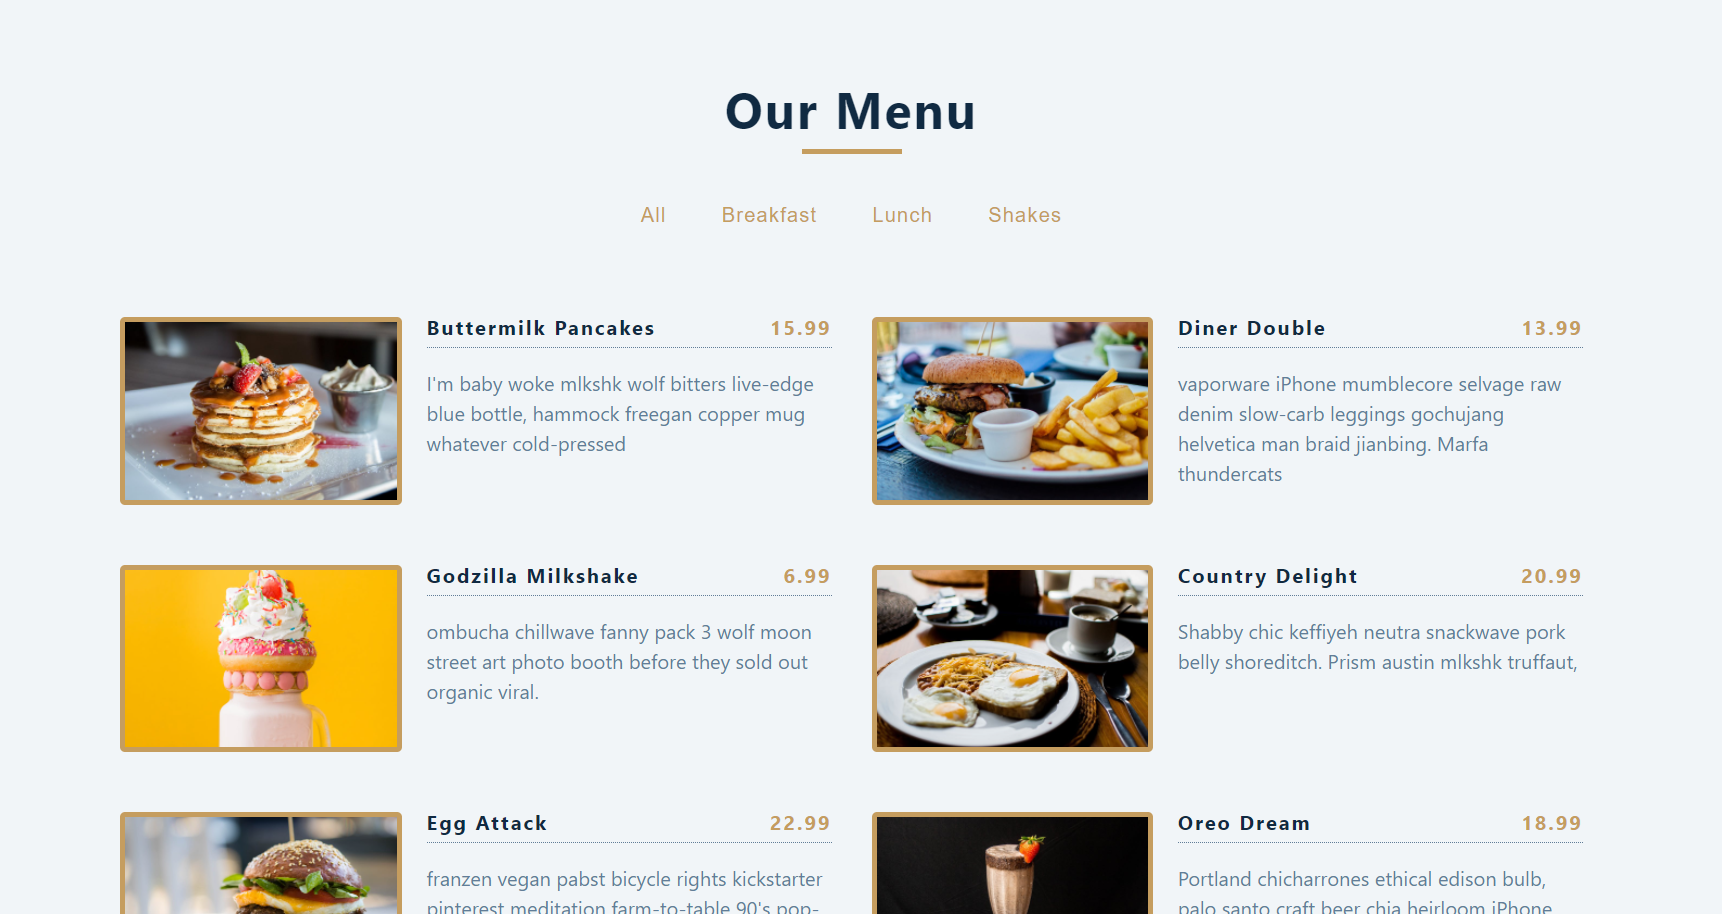 Our Menu
All Breakfast Lunch Shakes
Buttermilk Pancakes 15.99
I'm baby woke mlkshk wolf bitters live-edge
blue bottle, hammock freegan copper mug
whatever cold-pressed
Diner Double 13.99
vaporware iPhone mumblecore selvage raw
denim slow-carb leggings gochujang
helvetica man braid jianbing. Marfa
thundercats
Godzilla Milkshake 6.99
ombucha chillwave fanny pack 3 wolf moon
street art photo booth before they sold out
organic viral.
Country Delight 20.99
Shabby chic keffiyeh neutra snackwave pork
belly shoreditch. Prism austin mlkshk truffaut,
Egg Attack 22.99
franzen vegan pabst bicycle rights kickstarter
pinterest meditation farm-to-table 90's pop-
Oreo Dream 18.99
Portland chicharrones ethical edison bulb,
palo santo craft beer chia heirloom iPhone